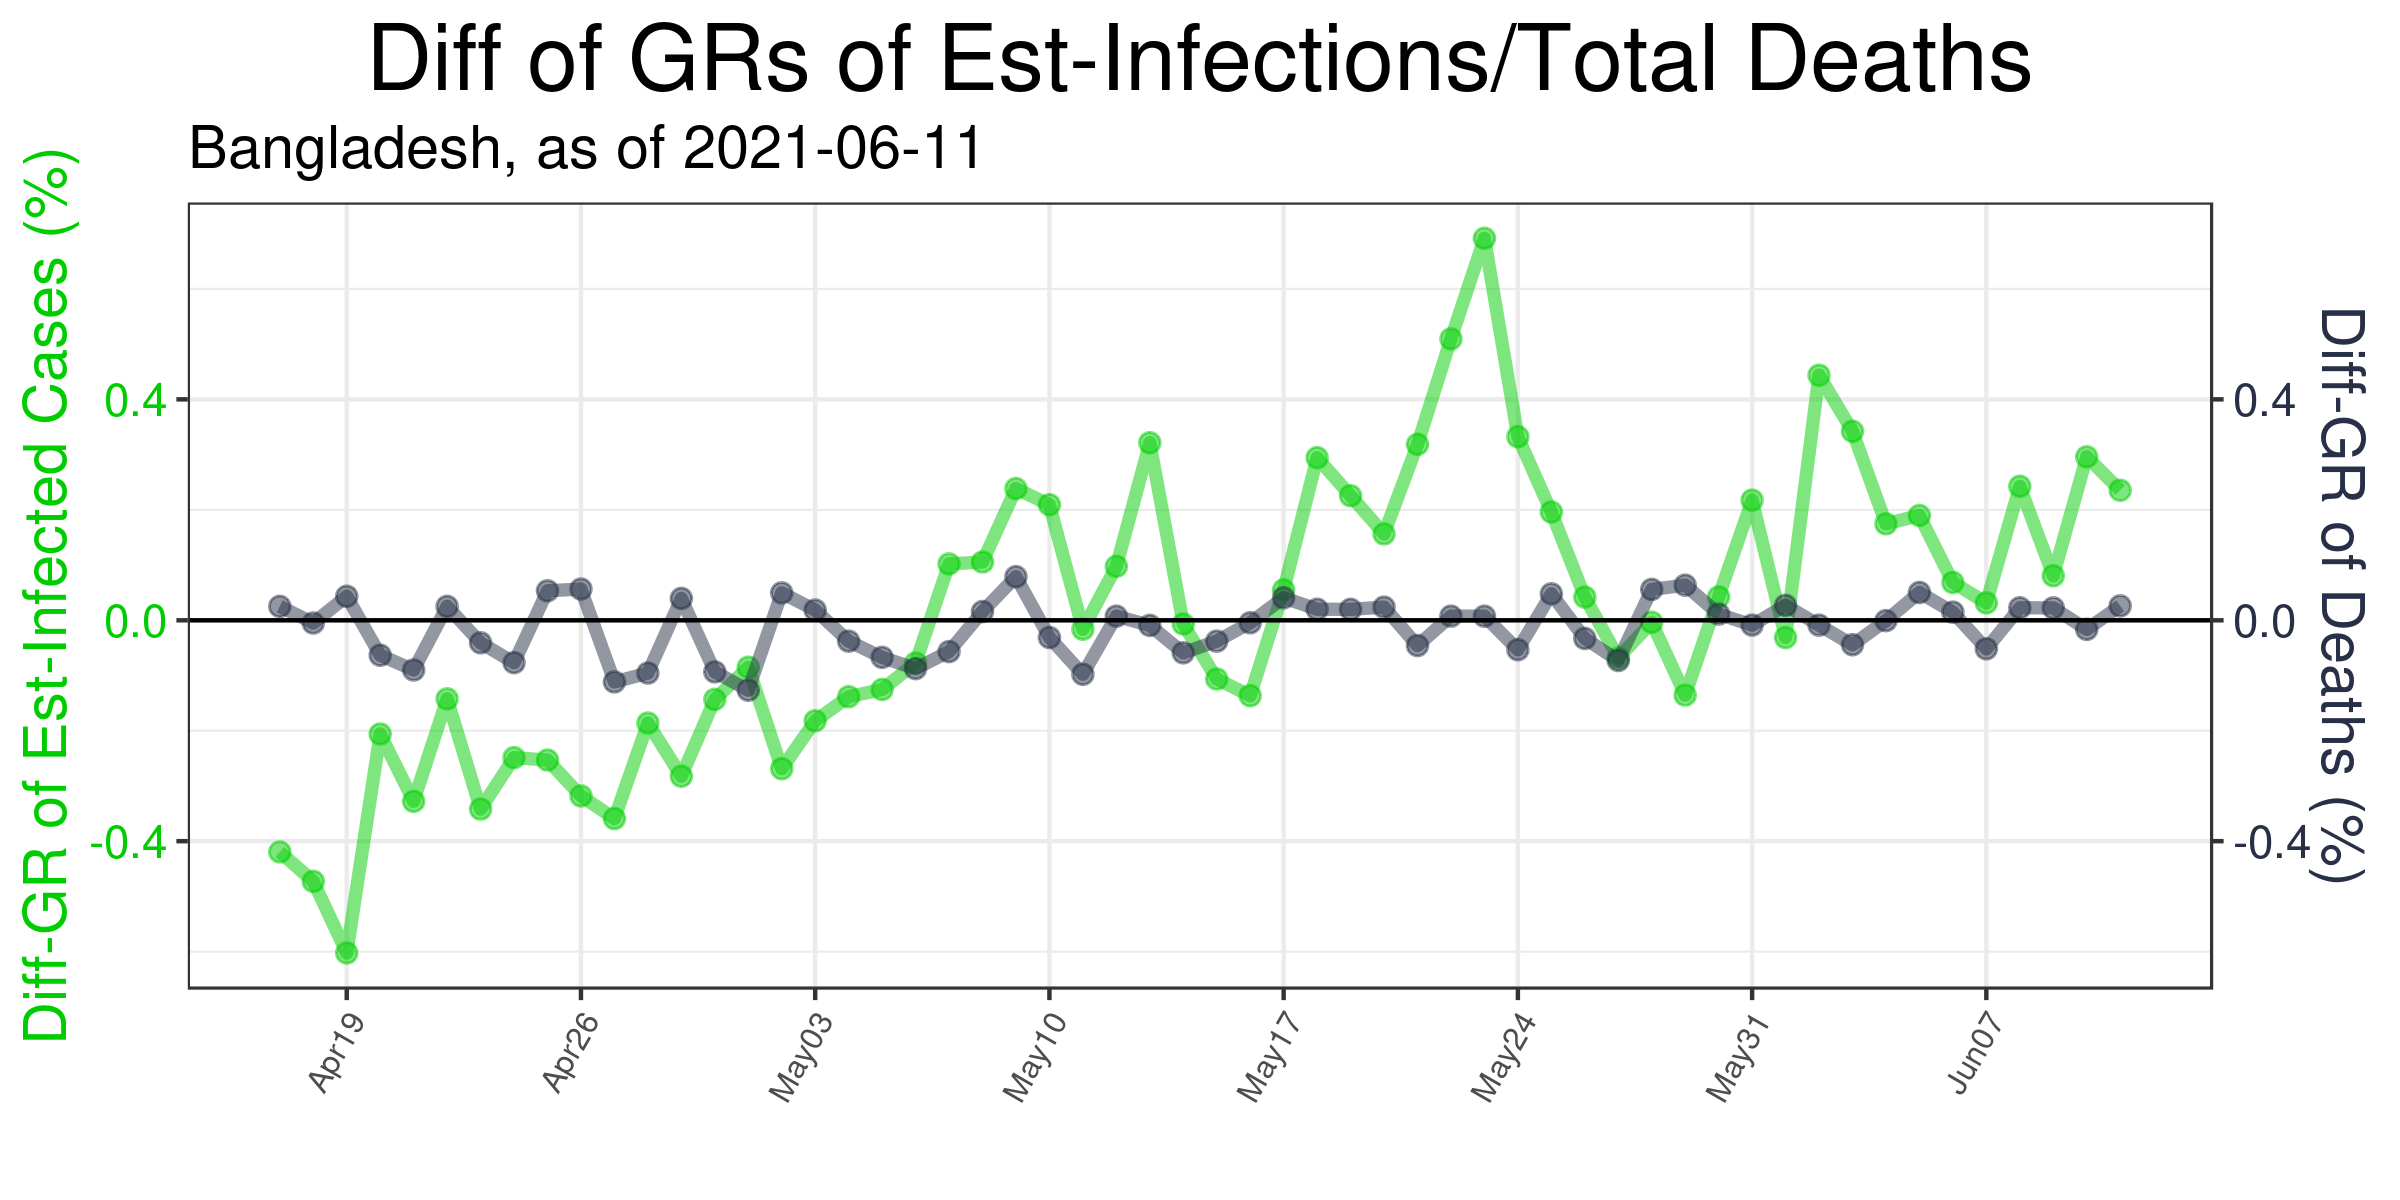 Diff of GRs of Est-Infections/Total Deaths
Bangladesh, as of 2021-06-11
Diff-GR of Est-Infected Cases (%)
0.4
0.0
-0.4
0.4
0.0
-0.4
Diff-GR of Deaths (%)
Apr19
Apr26
May03
May10
May17
May24
May31
Jun07